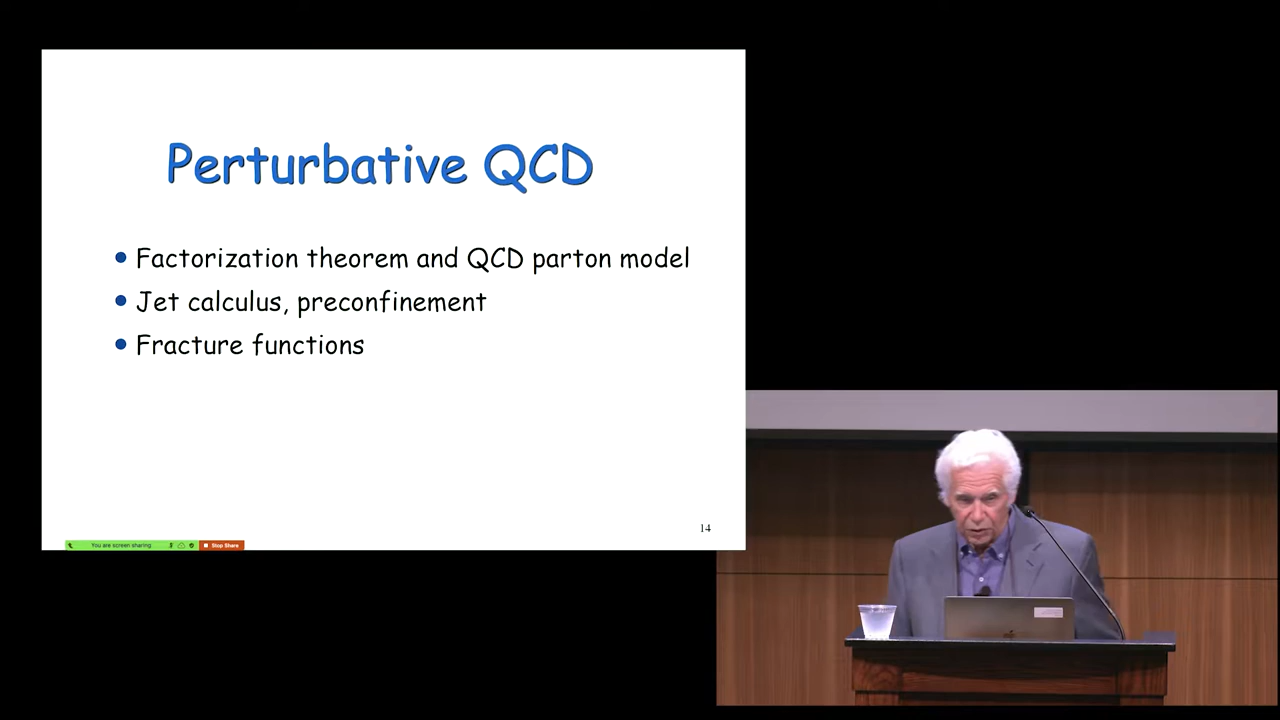 Perturbative QCD
Factorization theorem and QCD parton model
Jet calculus, preconfinement
Fracture functions
14
You are screen sharing
Stop Share